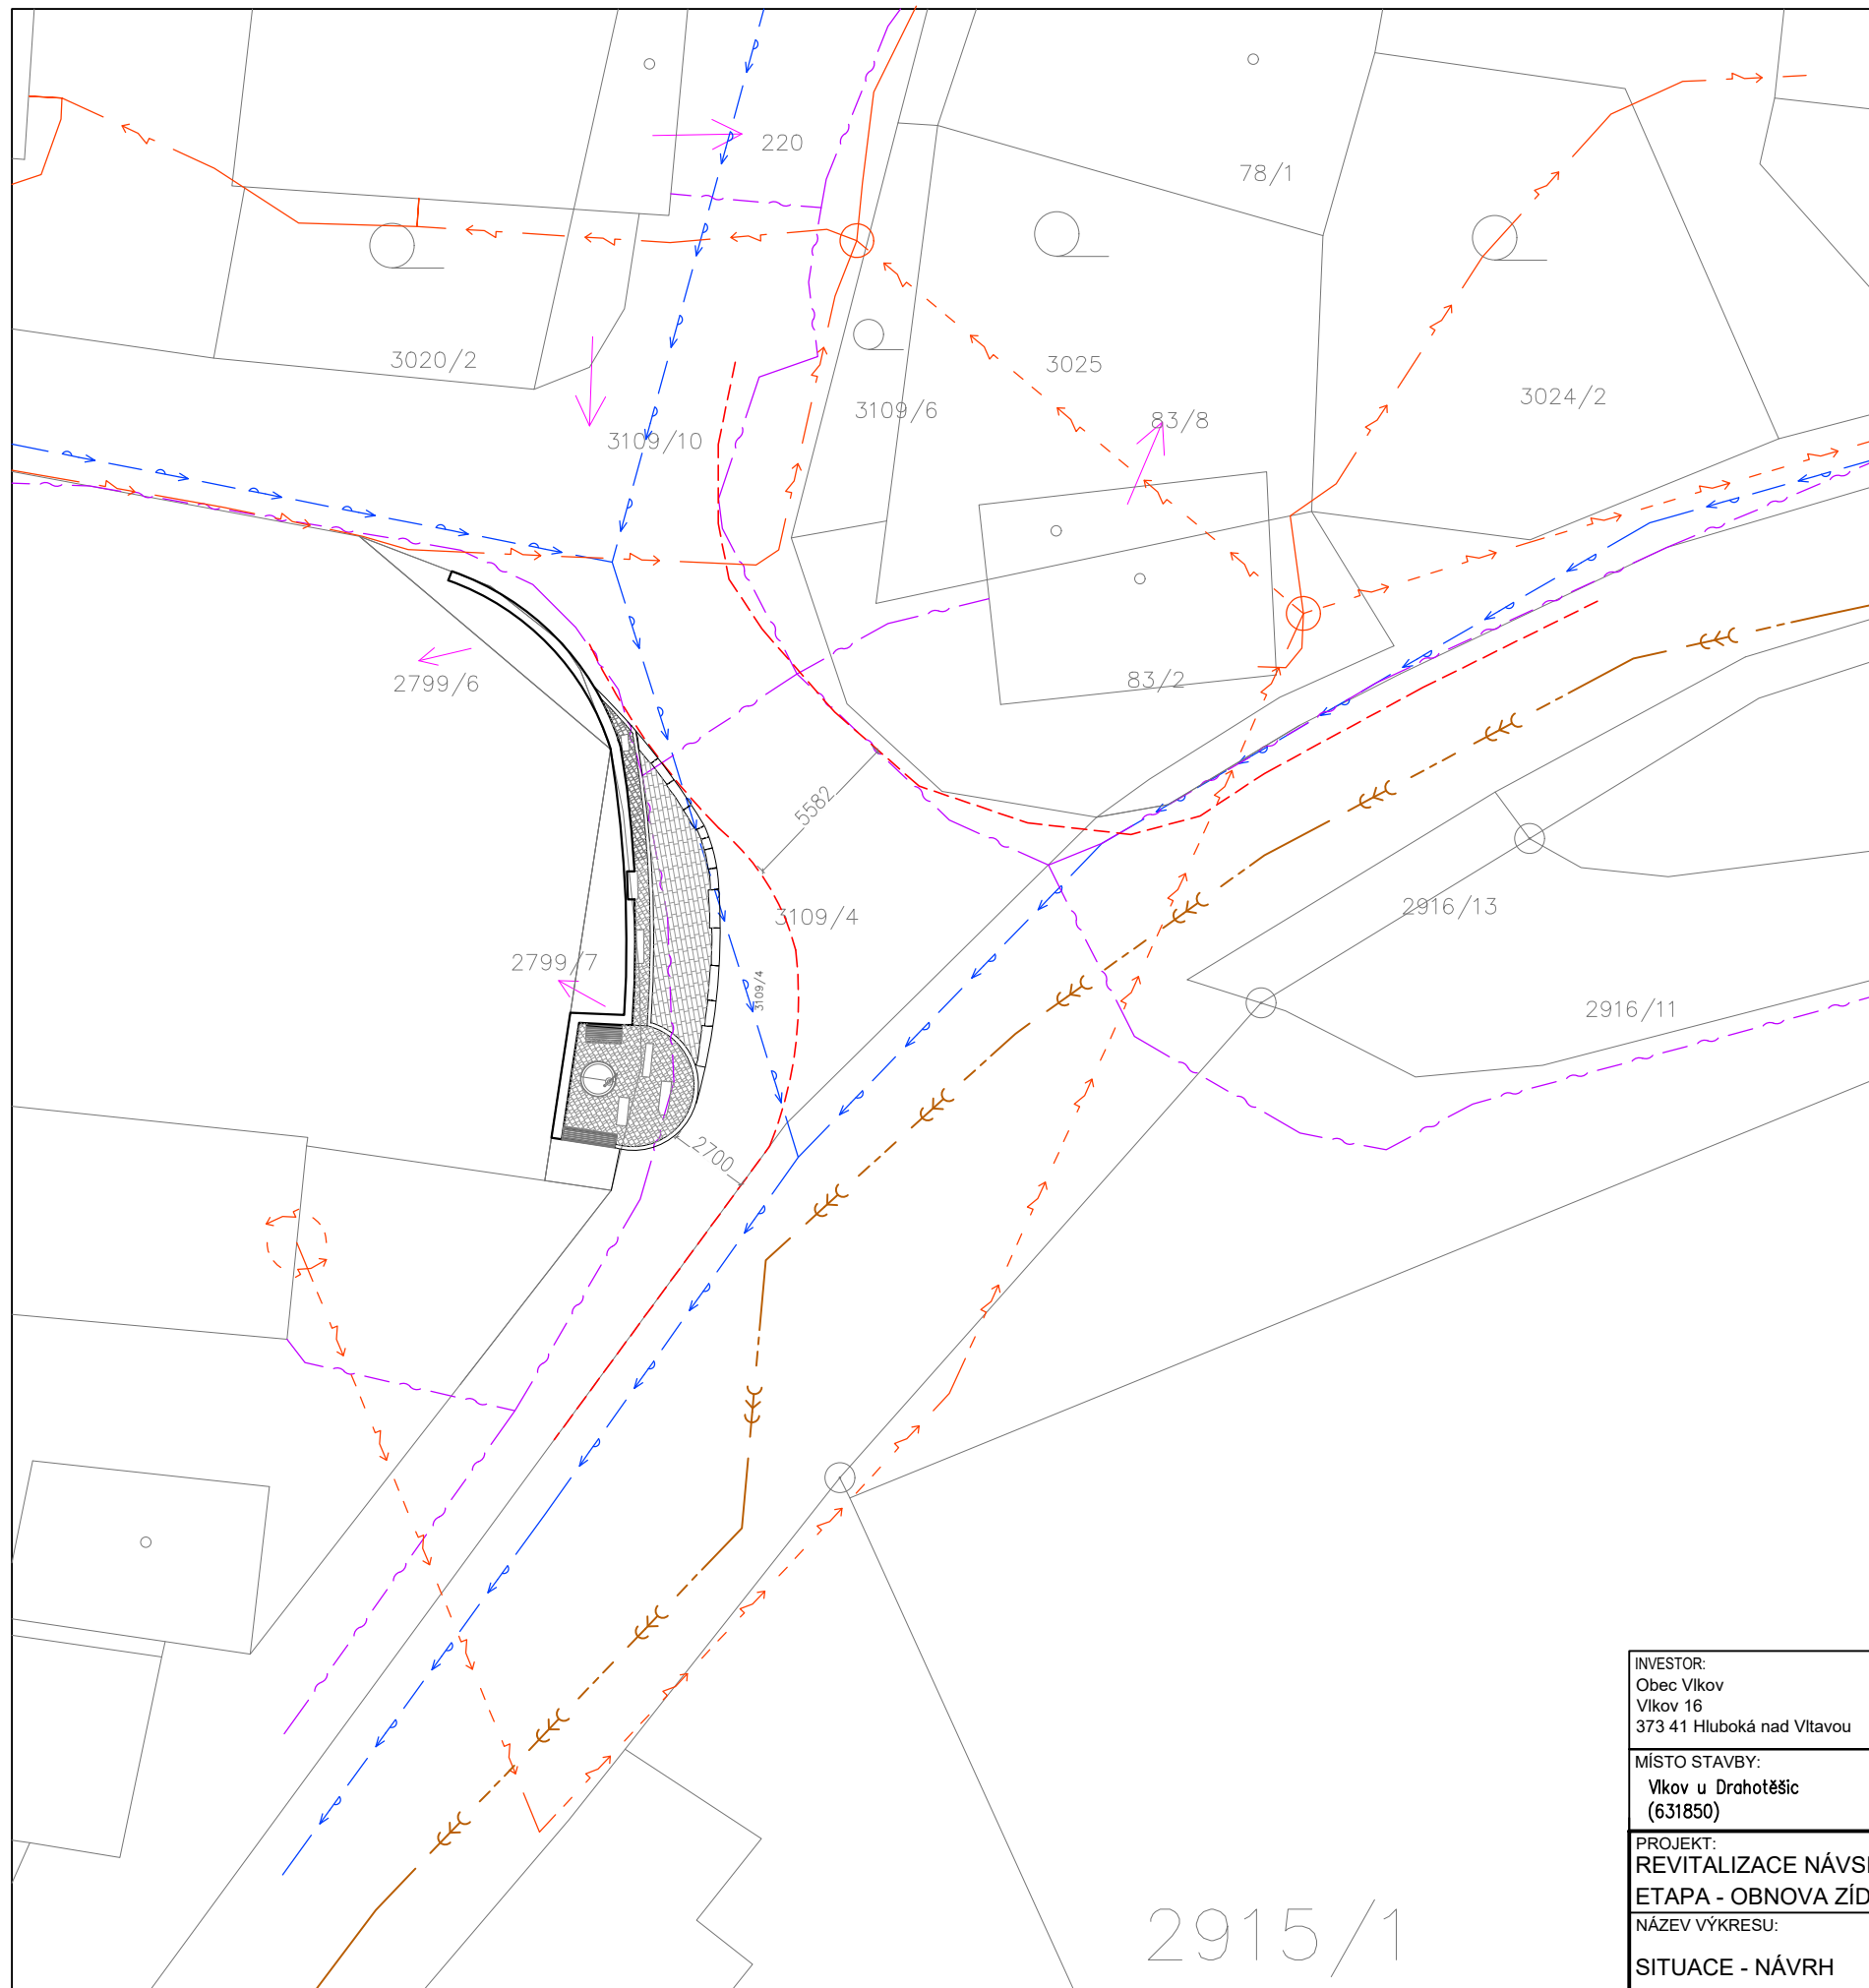 220
78/1
3020/2
3025
3024/2
3109/6
83/8
3109/10
2799/6
83/2
5582
3109/4
2916/13
2799/7
3109/4
2916/11
2700
2915/1
INVESTOR:
Obec Vlkov
Vlkov 16
373 41 Hluboká nad Vltavou
MÍSTO STAVBY:
Vlkov u Drahotěšic
(631850)
PROJEKT:
REVITALIZACE NÁVS
ETAPA - OBNOVA ZÍD
NÁZEV VÝKRESU:
SITUACE - NÁVRH